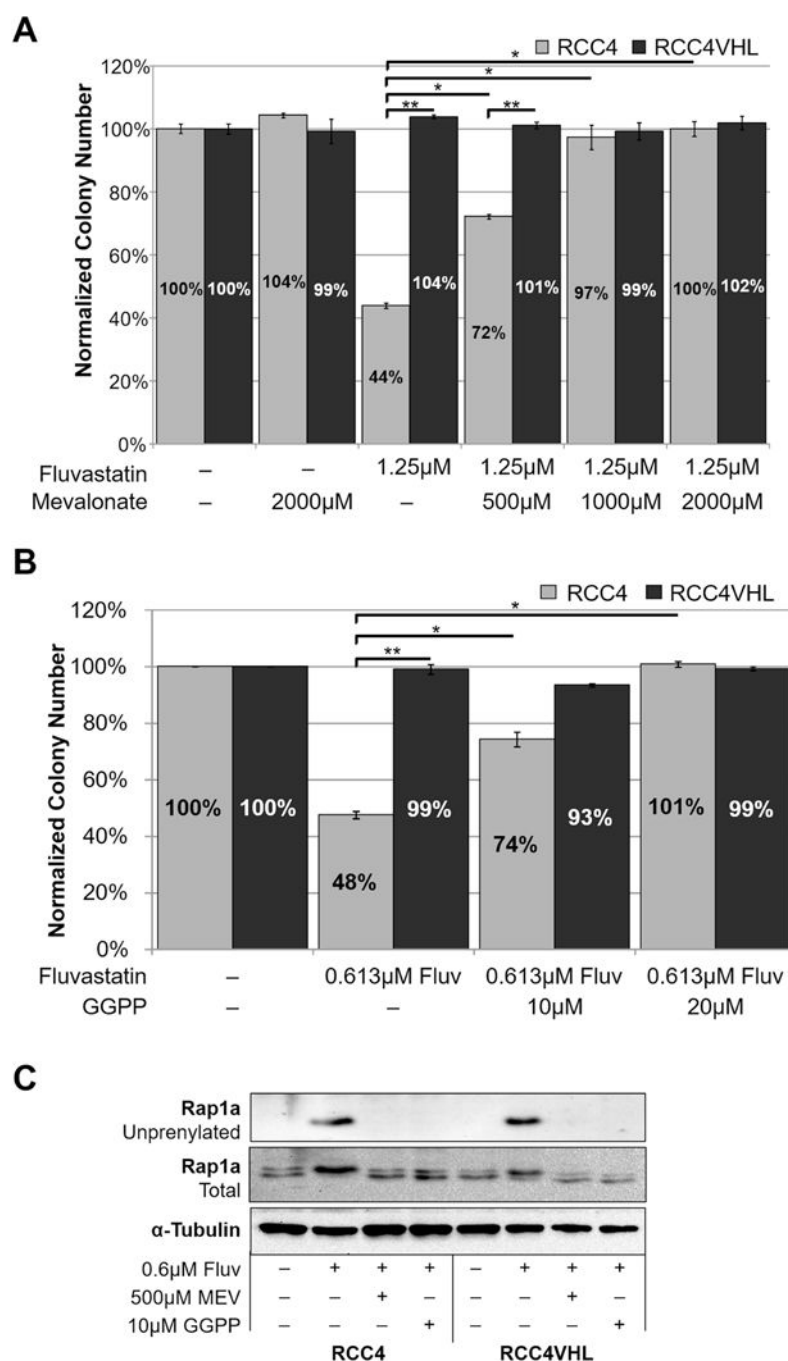 A
RCC4 RCC4VHL
Normalized Colony Number
120%
100%
80%
60%
40%
20%
0%
* * * ** **
100% 100% 104% 99% 44% 104% 72% 101% 97% 99% 100% 102%
Fluvastatin – – 1.25µM 1.25µM 1.25µM 1.25µM
Mevalonate – 2000µM – 500µM 1000µM 2000µM
B
RCC4 RCC4VHL
Normalized Colony Number
120%
100%
80%
60%
40%
20%
0%
* * **
100% 100% 48% 99% 74% 93% 101% 99%
Fluvastatin – 0.613µM Fluv 0.613µM Fluv 0.613µM Fluv
GGPP – – 10µM 20µM
C
Rap1a
Unprenylated
Rap1a
Total
α-Tubulin
0.6µM Fluv – + + + – + + +
500µM MEV – – + – – – + –
10µM GGPP – – – + – – – +
RCC4 RCC4VHL